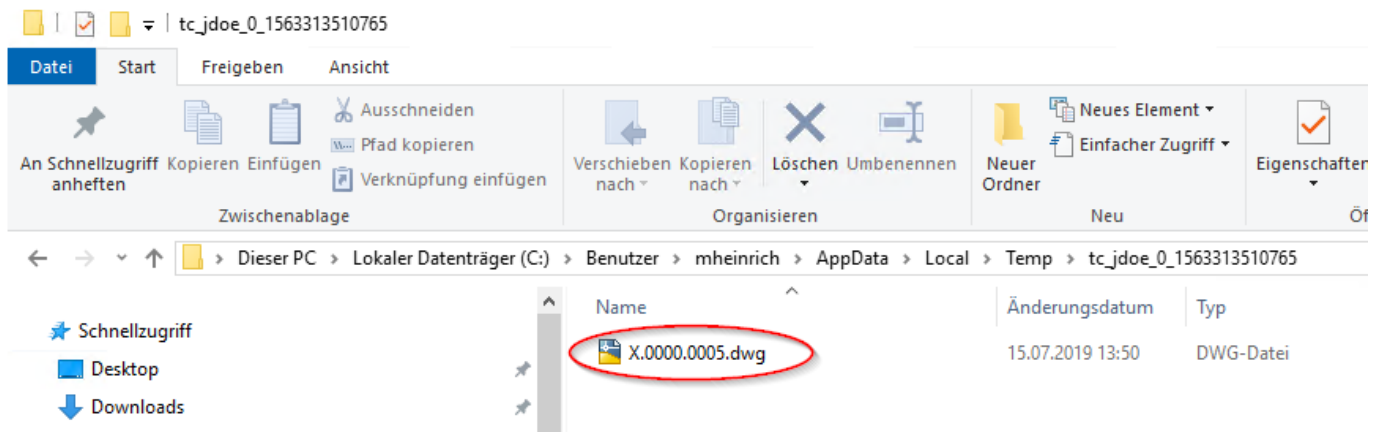 tc_jdoe_0_1563313510765
Datei Start Freigeben Ansicht
An Schnellzugriff anheften
Kopieren
Einfügen
Ausschneiden
Pfad kopieren
Verknüpfung einfügen
Zwischenablage
Verschieben nach
Kopieren nach
Löschen
Umbenennen
Organisieren
Neuer Ordner
Neues Element
Einfacher Zugriff
Neu
Eigenschaften
Öf
Dieser PC > Lokaler Datenträger (C:) > Benutzer > mheinrich > AppData > Local > Temp > tc_jdoe_0_1563313510765
Name Änderungsdatum Typ
Schnellzugriff
X.0000.0005.dwg 15.07.2019 13:50 DWG-Datei
Desktop
Downloads